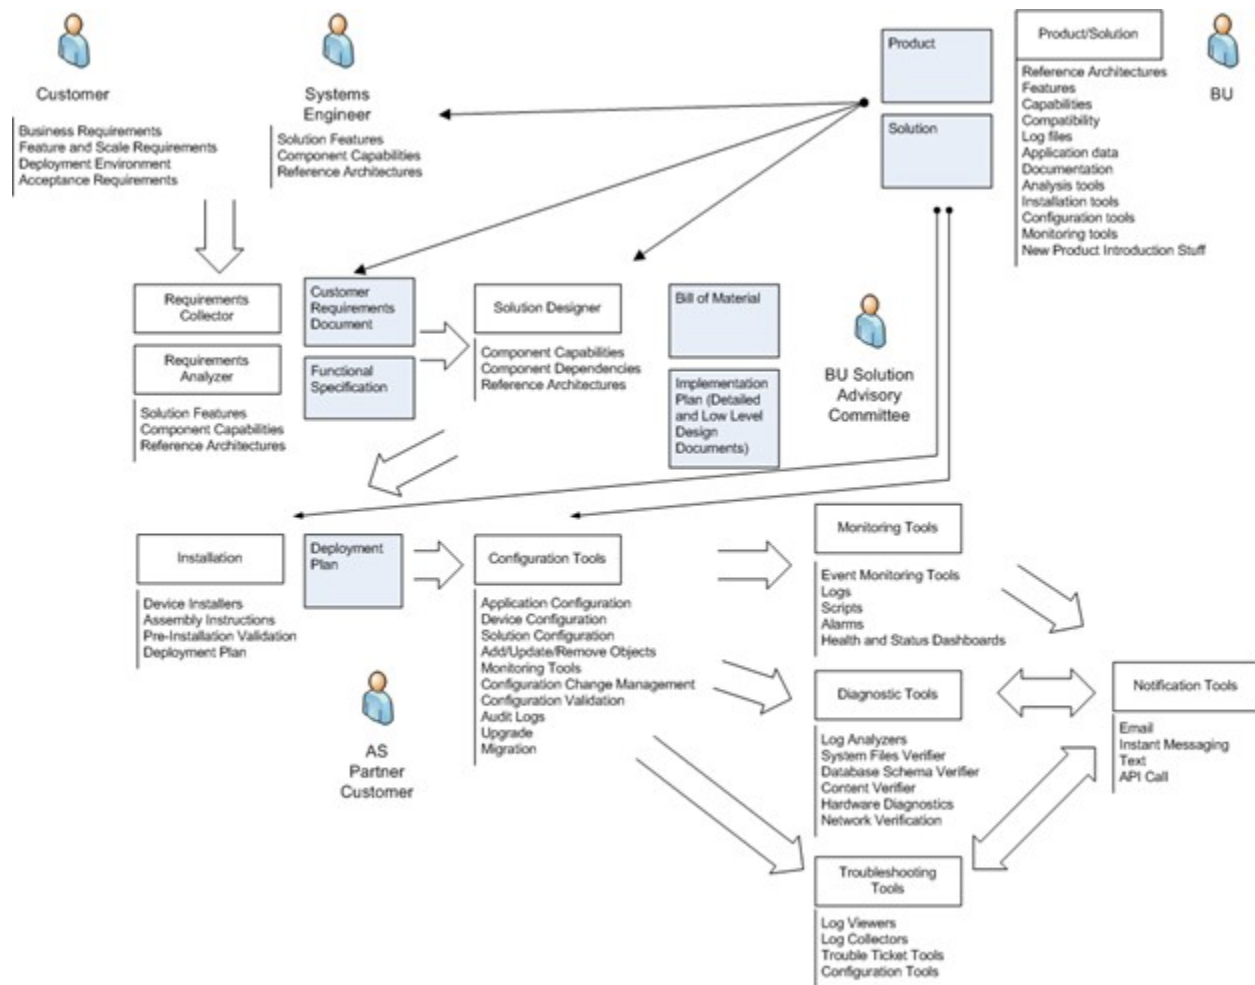 Customer
Business Requirements
Feature and Scale Requirements
Deployment Environment
Acceptance Requirements
Systems
Engineer
Solution Features
Component Capabilities
Reference Architectures
Product
Solution
Product/Solution
Reference Architectures
Features
Capabilities
Compatibility
Log files
Application data
Documentation
Analysis tools
Installation tools
Configuration tools
Monitoring tools
New Product Introduction Stuff
BU
Requirements
Collector
Requirements
Analyzer
Solution Features
Component Capabilities
Reference Architectures
Customer
Requirements
Document
Functional
Specification
Solution Designer
Component Capabilities
Component Dependencies
Reference Architectures
Bill of Material
Implementation
Plan (Detailed
and Low Level
Design
Documents)
BU Solution
Advisory
Committee
Installation
Device Installers
Assembly Instructions
Pre-Installation Validation
Deployment Plan
Deployment
Plan
AS
Partner
Customer
Configuration Tools
Application Configuration
Device Configuration
Solution Configuration
Add/Update/Remove Objects
Monitoring Tools
Configuration Change Management
Configuration Validation
Audit Logs
Upgrade
Migration
Monitoring Tools
Event Monitoring Tools
Logs
Scripts
Alarms
Health and Status Dashboards
Diagnostic Tools
Log Analyzers
System Files Verifier
Database Schema Verifier
Content Verifier
Hardware Diagnostics
Network Verification
Notification Tools
Email
Instant Messaging
Text
API Call
Troubleshooting
Tools
Log Viewers
Log Collectors
Trouble Ticket Tools
Configuration Tools